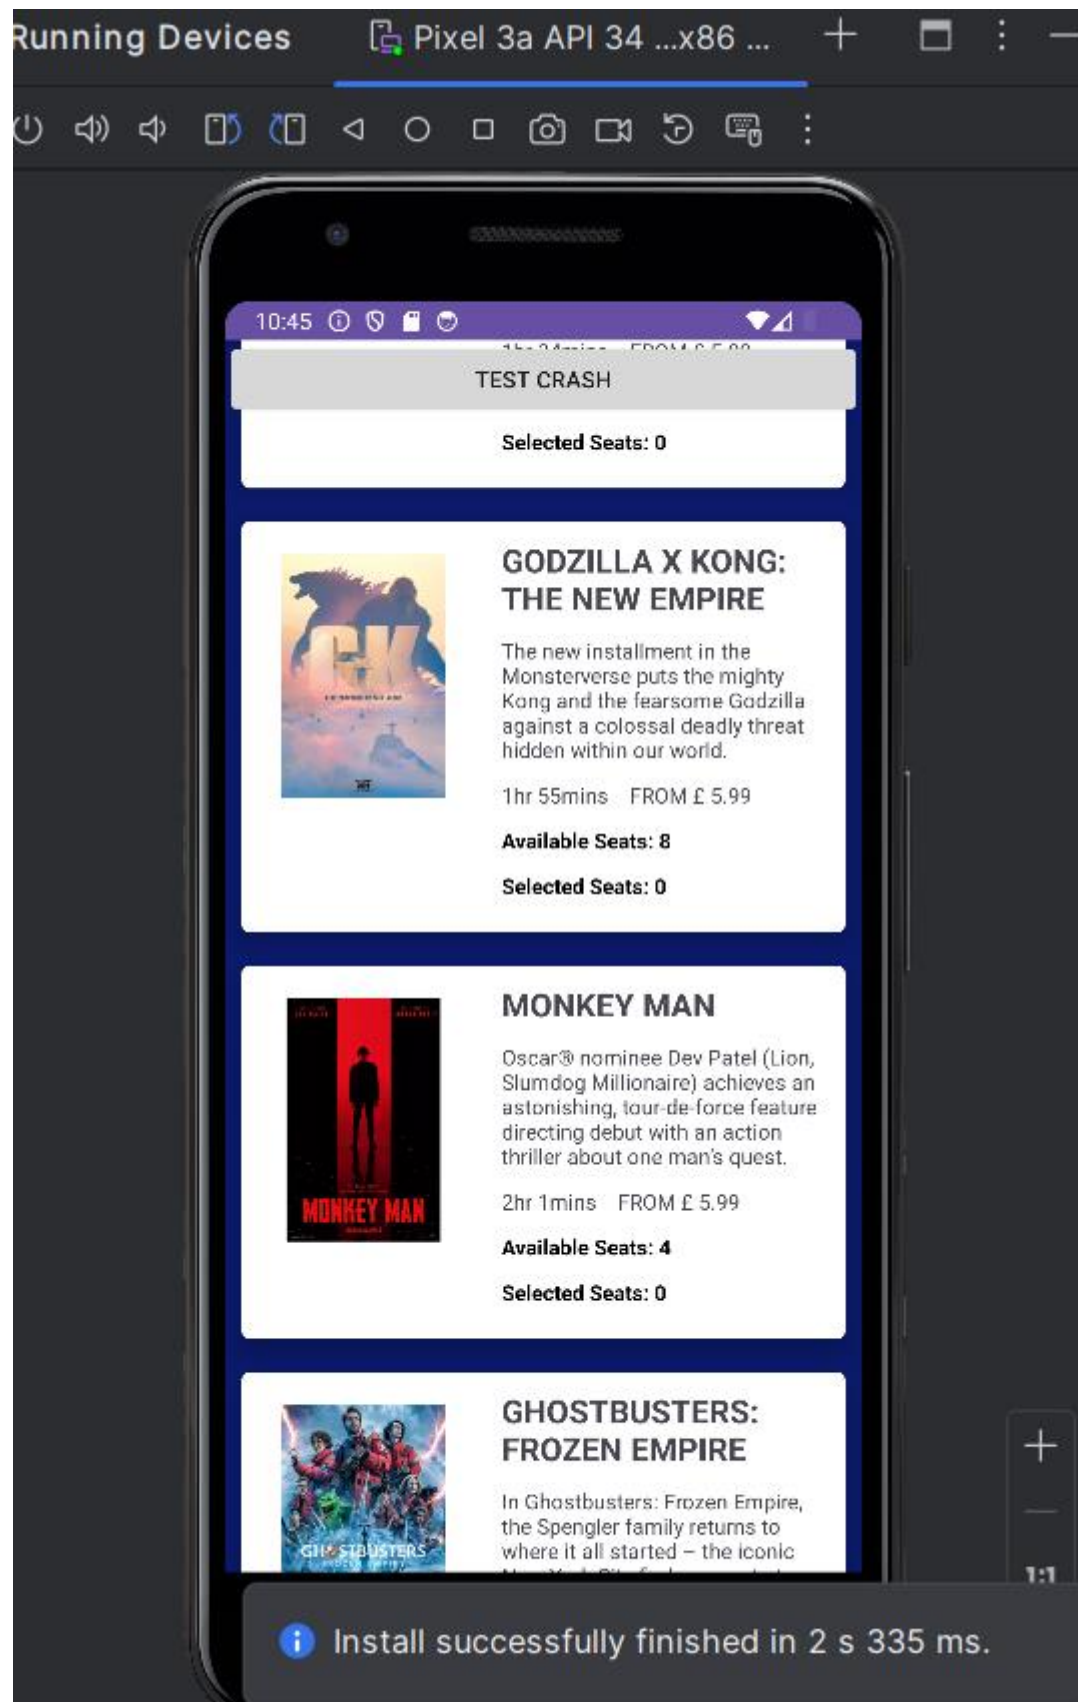 Running Devices
Pixel 3a API 34 ...x86 ...
10:45
TEST CRASH
Selected Seats: 0
GODZILLA X KONG:
THE NEW EMPIRE
The new installment in the
Monsterverse puts the mighty
Kong and the fearsome Godzilla
against a colossal deadly threat
hidden within our world.
1hr 55mins FROM £ 5.99
Available Seats: 8
Selected Seats: 0
MONKEY MAN
Oscar® nominee Dev Patel (Lion,
Slumdog Millionaire) achieves an
astonishing, tour-de-force feature
directing debut with an action
thriller about one man's quest.
MONKEY MAN
2hr 1mins FROM £ 5.99
Available Seats: 4
Selected Seats: 0
GHOSTBUSTERS:
FROZEN EMPIRE
In Ghostbusters: Frozen Empire,
the Spengler family returns to
where it all started – the iconic
GHOSTBUSTERS
1:1
Install successfully finished in 2 s 335 ms.